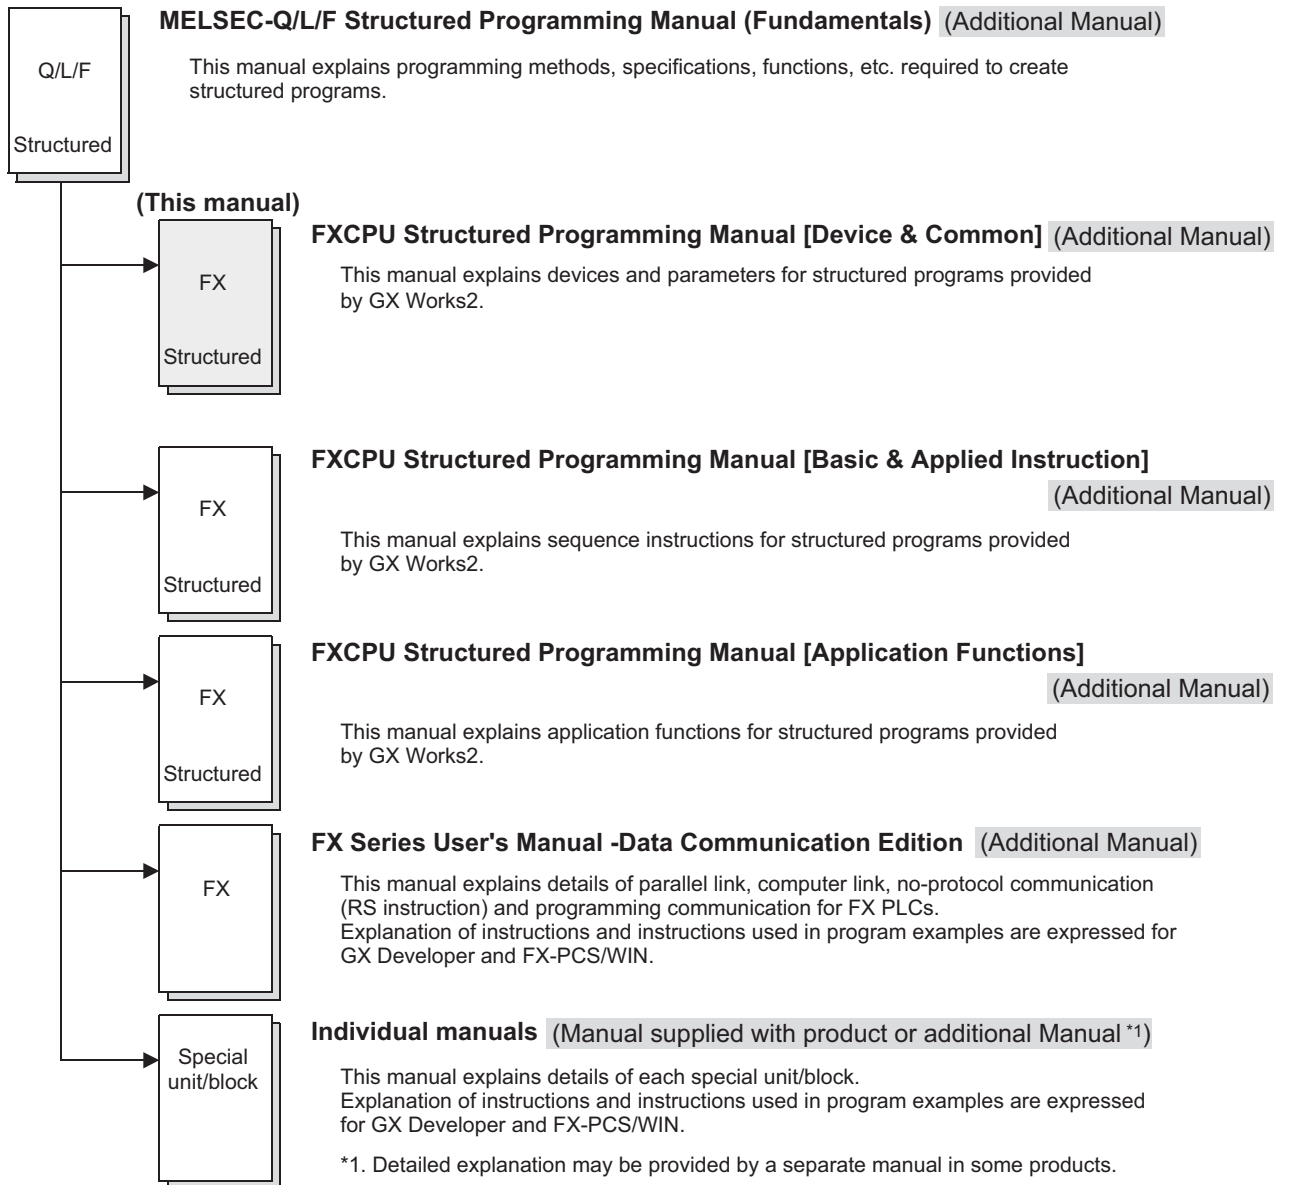 MELSEC-Q/L/F Structured Programming Manual (Fundamentals) (Additional Manual)
Q/L/F
Structured
This manual explains programming methods, specifications, functions, etc. required to create
structured programs.
(This manual)
FX
Structured
FXCPU Structured Programming Manual [Device & Common] (Additional Manual)
This manual explains devices and parameters for structured programs provided
by GX Works2.
FX
Structured
FXCPU Structured Programming Manual [Basic & Applied Instruction]
(Additional Manual)
This manual explains sequence instructions for structured programs provided
by GX Works2.
FX
Structured
FXCPU Structured Programming Manual [Application Functions]
(Additional Manual)
This manual explains application functions for structured programs provided
by GX Works2.
FX
FX Series User's Manual -Data Communication Edition (Additional Manual)
This manual explains details of parallel link, computer link, no-protocol communication
(RS instruction) and programming communication for FX PLCs.
Explanation of instructions and instructions used in program examples are expressed for
GX Developer and FX-PCS/WIN.
Special
unit/block
Individual manuals (Manual supplied with product or additional Manual *1)
This manual explains details of each special unit/block.
Explanation of instructions and instructions used in program examples are expressed
for GX Developer and FX-PCS/WIN.
*1. Detailed explanation may be provided by a separate manual in some products.